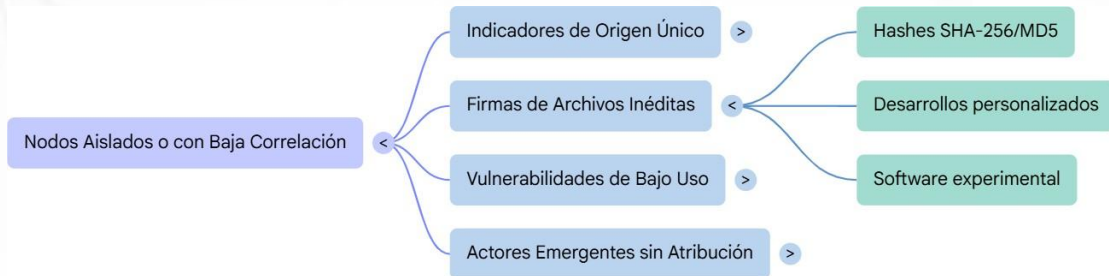 Nodos Aislados o con Baja Correlación
<
Indicadores de Origen Único
>
Firmas de Archivos Inéditas
<
Vulnerabilidades de Bajo Uso
>
Actores Emergentes sin Atribución
>
Hashes SHA-256/MD5
Desarrollos personalizados
Software experimental